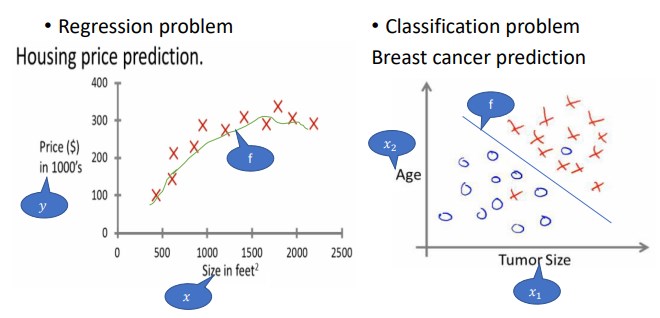 • Regression problem
Housing price prediction.
400
300
200
100
0
Price ($)
in 1000's
y
f
0 500 1000 1500 2000 2500
Size in feet²
x
• Classification problem
Breast cancer prediction
f
x₂
Age
Tumor Size
x₁